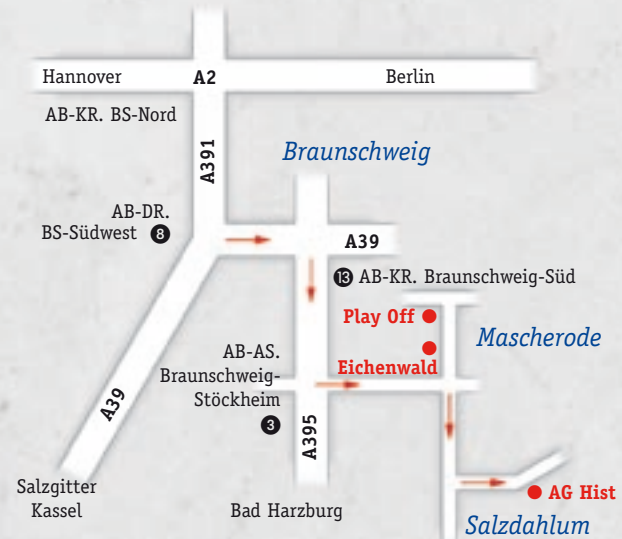 Hannover
A2
Berlin
AB-KR. BS-Nord
A391
Braunschweig
AB-DR.
BS-Südwest 8
A39
13 AB-KR. Braunschweig-Süd
Play Off
Mascherode
Eichenwald
AB-AS.
Braunschweig-
Stöckheim
3
A39
A395
Salzgitter
Kassel
Bad Harzburg
AG Hist
Salzdahlum